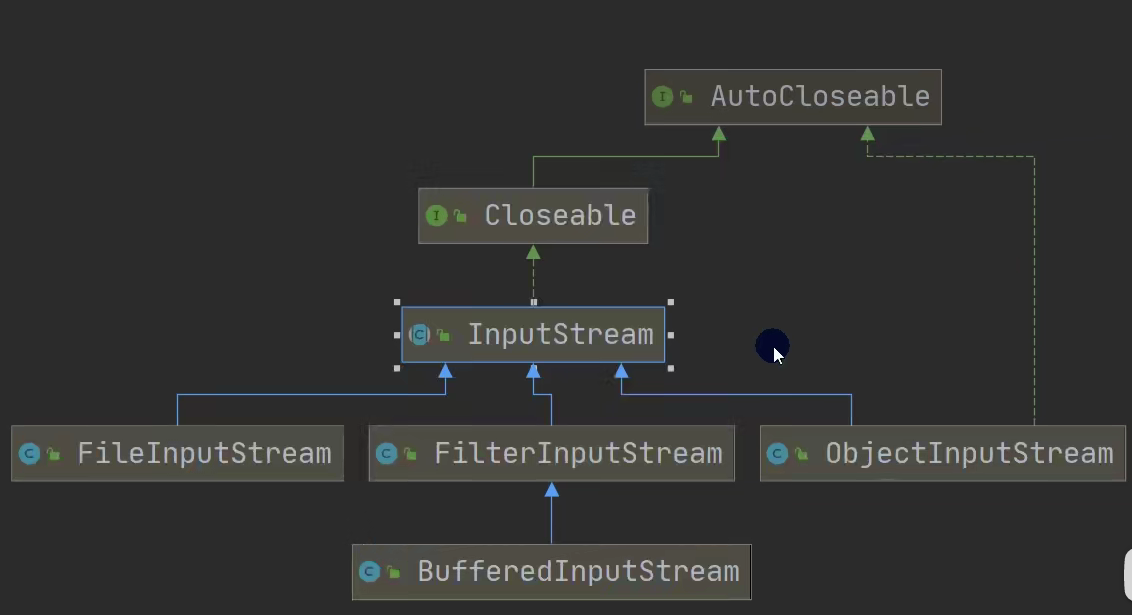 AutoCloseable
Closeable
InputStream
FileInputStream
FilterInputStream
ObjectInputStream
BufferedInputStream